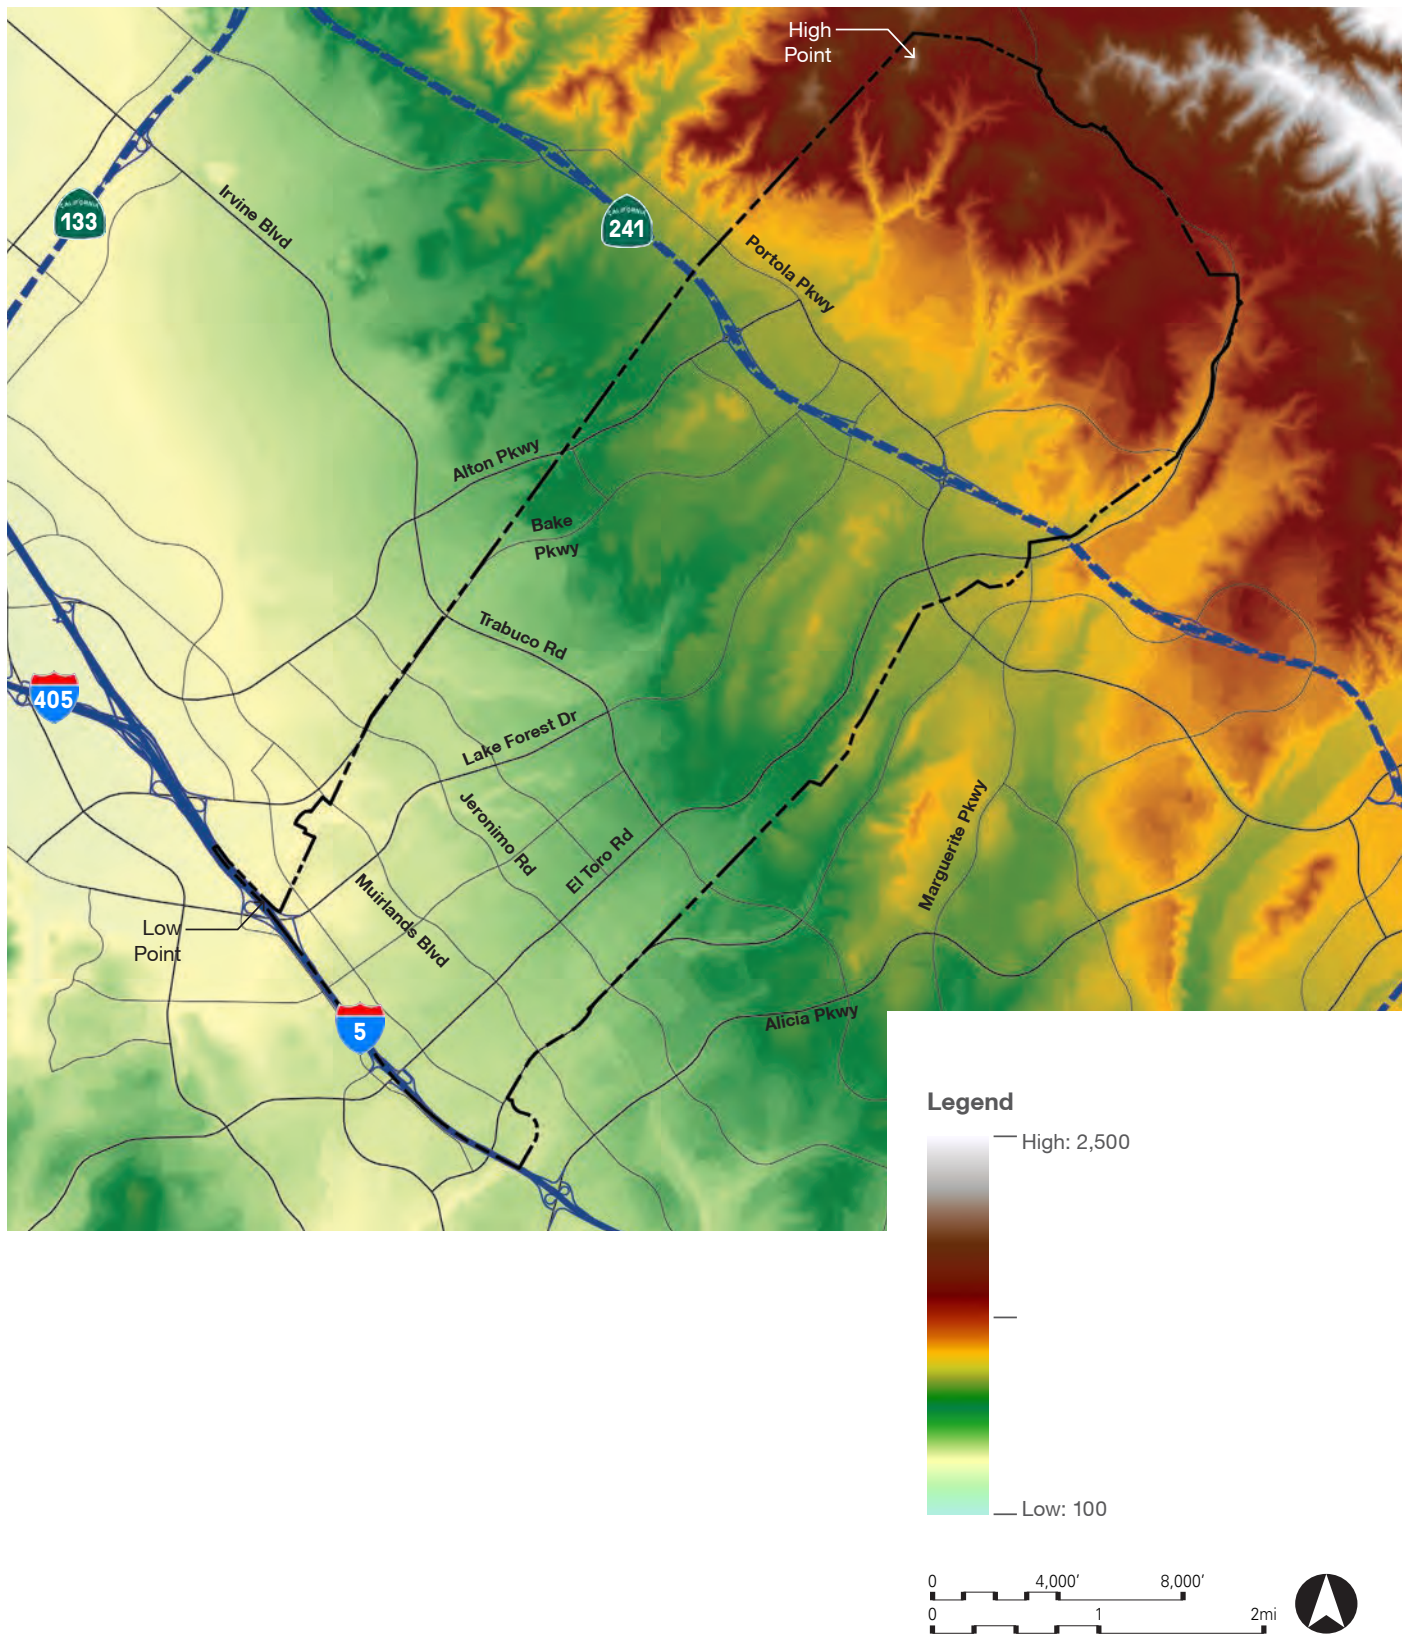 High
Point
CALIFORNIA
133
Irvine Blvd
CALIFORNIA
241
Portola Pkwy
Alton Pkwy
Bake
Pkwy
Trabuco Rd
405
Lake Forest Dr
Jeronimo Rd
El Toro Rd
Marguerite Pkwy
Muirlands Blvd
Low
Point
5
Alicia Pkwy
Legend
High: 2,500
Low: 100
0 4,000’ 8,000’
0 1 2mi